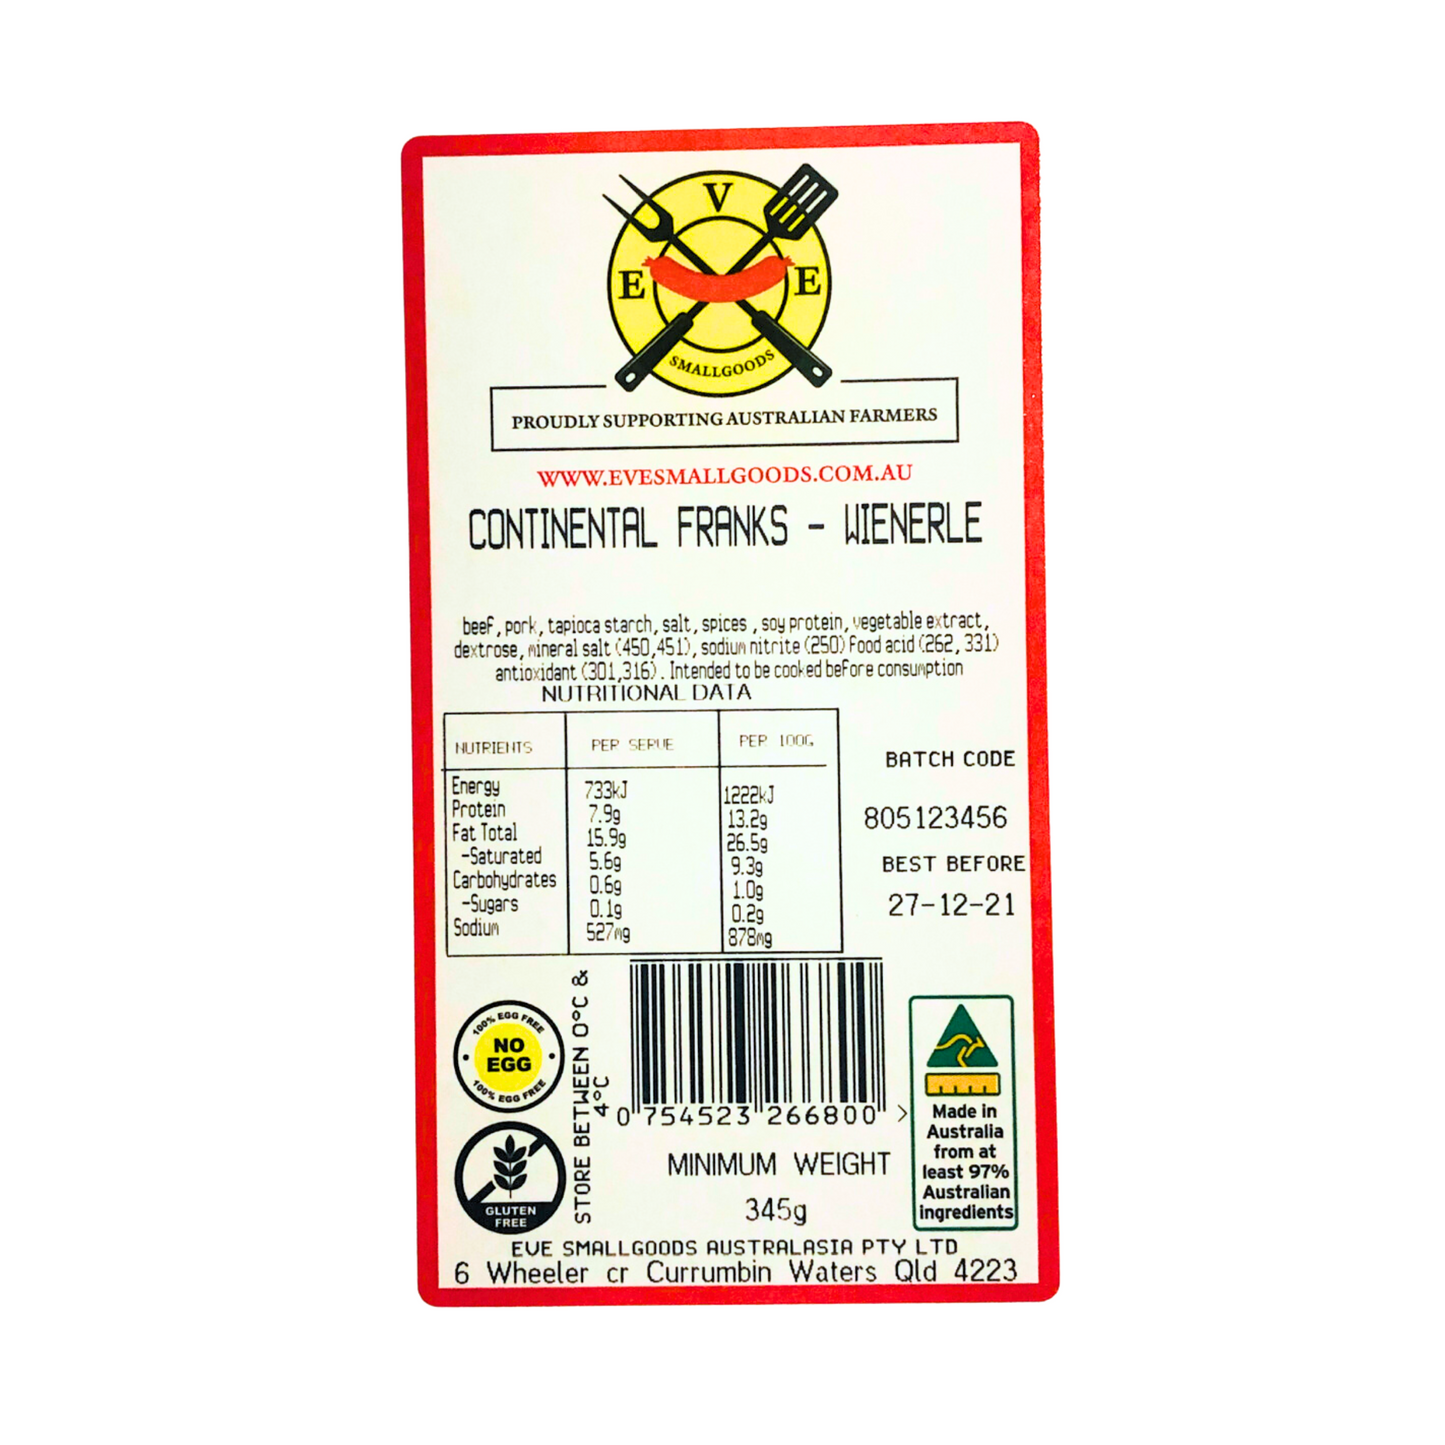 V
E E
SMALLGOODS
PROUDLY SUPPORTING AUSTRALIAN FARMERS
WWW.EVESMALLGOODS.COM.AU
CONTINENTAL FRANKS - WIENERLE
beef, pork, tapioca starch, salt, spices , soy protein, vegetable extract,
dextrose, mineral salt (450,451), sodium nitrite (250) Food acid (262, 331)
antioxidant (301,316). Intended to be cooked before consumption
NUTRITIONAL DATA
NUTRIENTS PER SERVE PER 100G
Energy 733kJ 1222kJ
Protein 7.9g 13.2g
Fat Total 15.9g 26.5g
-Saturated 5.6g 9.3g
Carbohydrates 0.6g 1.0g
-Sugars 0.1g 0.2g
Sodium 527mg 878mg
BATCH CODE
805123456
BEST BEFORE
27-12-21
100% EGG FREE
NO
EGG
100% EGG FREE
GLUTEN
FREE
STORE BETWEEN 0°C &
4°C
0 754523 266800 >
MINIMUM WEIGHT
345g
Made in
Australia
from at
least 97%
Australian
ingredients
EVE SMALLGOODS AUSTRALASIA PTY LTD
6 Wheeler cr Currumbin Waters Qld 4223